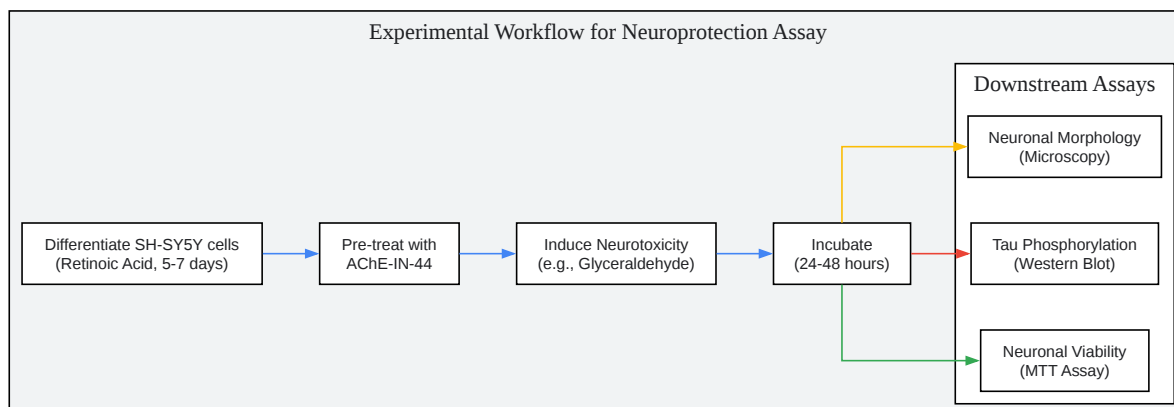 Experimental Workflow for Neuroprotection Assay
Differentiate SH-SY5Y cells
(Retinoic Acid, 5-7 days)
Pre-treat with
AChE-IN-44
Induce Neurotoxicity
(e.g., Glyceraldehyde)
Incubate
(24-48 hours)
Downstream Assays
Neuronal Morphology
(Microscopy)
Tau Phosphorylation
(Western Blot)
Neuronal Viability
(MTT Assay)